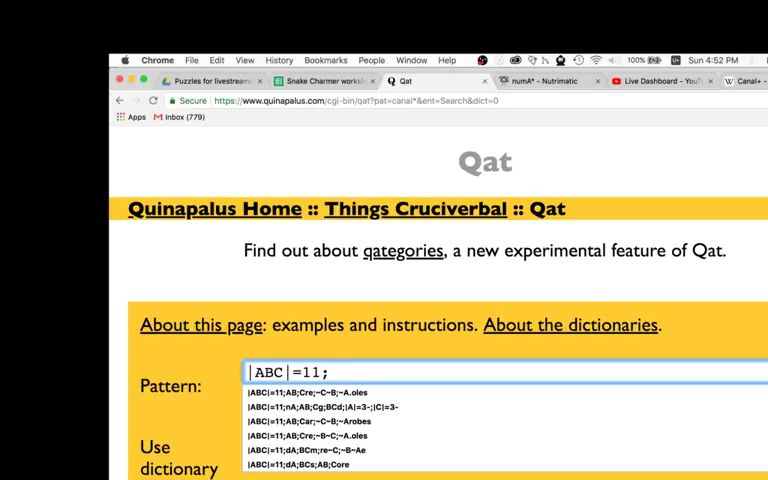 Chrome File Edit View History Bookmarks People Window Help 100% Sun 4:52 PM
Puzzles for livestream Snake Charmer worksh Qat numA* - Nutrimatic Live Dashboard - YouTu Canal+ -
Secure https://www.quinapalus.com/cgi-bin/qat?pat=canal*&ent=Search&dict=0
Apps Inbox (779)
Qat
Quinapalus Home :: Things Cruciverbal :: Qat
Find out about qategories, a new experimental feature of Qat.
About this page: examples and instructions. About the dictionaries.
Pattern: |ABC|=11;
|ABC|=11;AB;Cre;~C~B;~A.oles
|ABC|=11;nA;AB;Cg;BCd;|A|=3-;|C|=3-
|ABC|=11;AB;Car;~C~B;~Arobes
|ABC|=11;AB;Cre;~B~C;~A.oles
|ABC|=11;dA;BCm;re~C;~B~Ae
|ABC|=11;dA;BCs;AB;Core
Use
dictionary